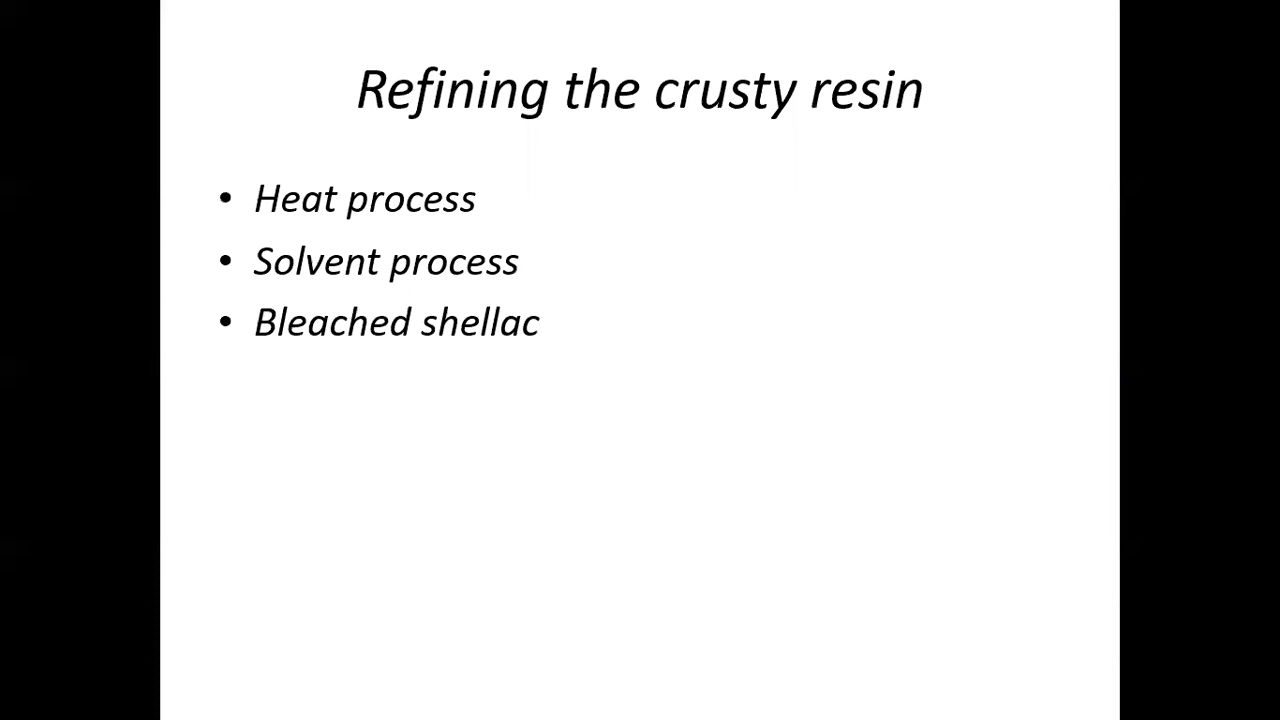 Refining the crusty resin
• Heat process
• Solvent process
• Bleached shellac